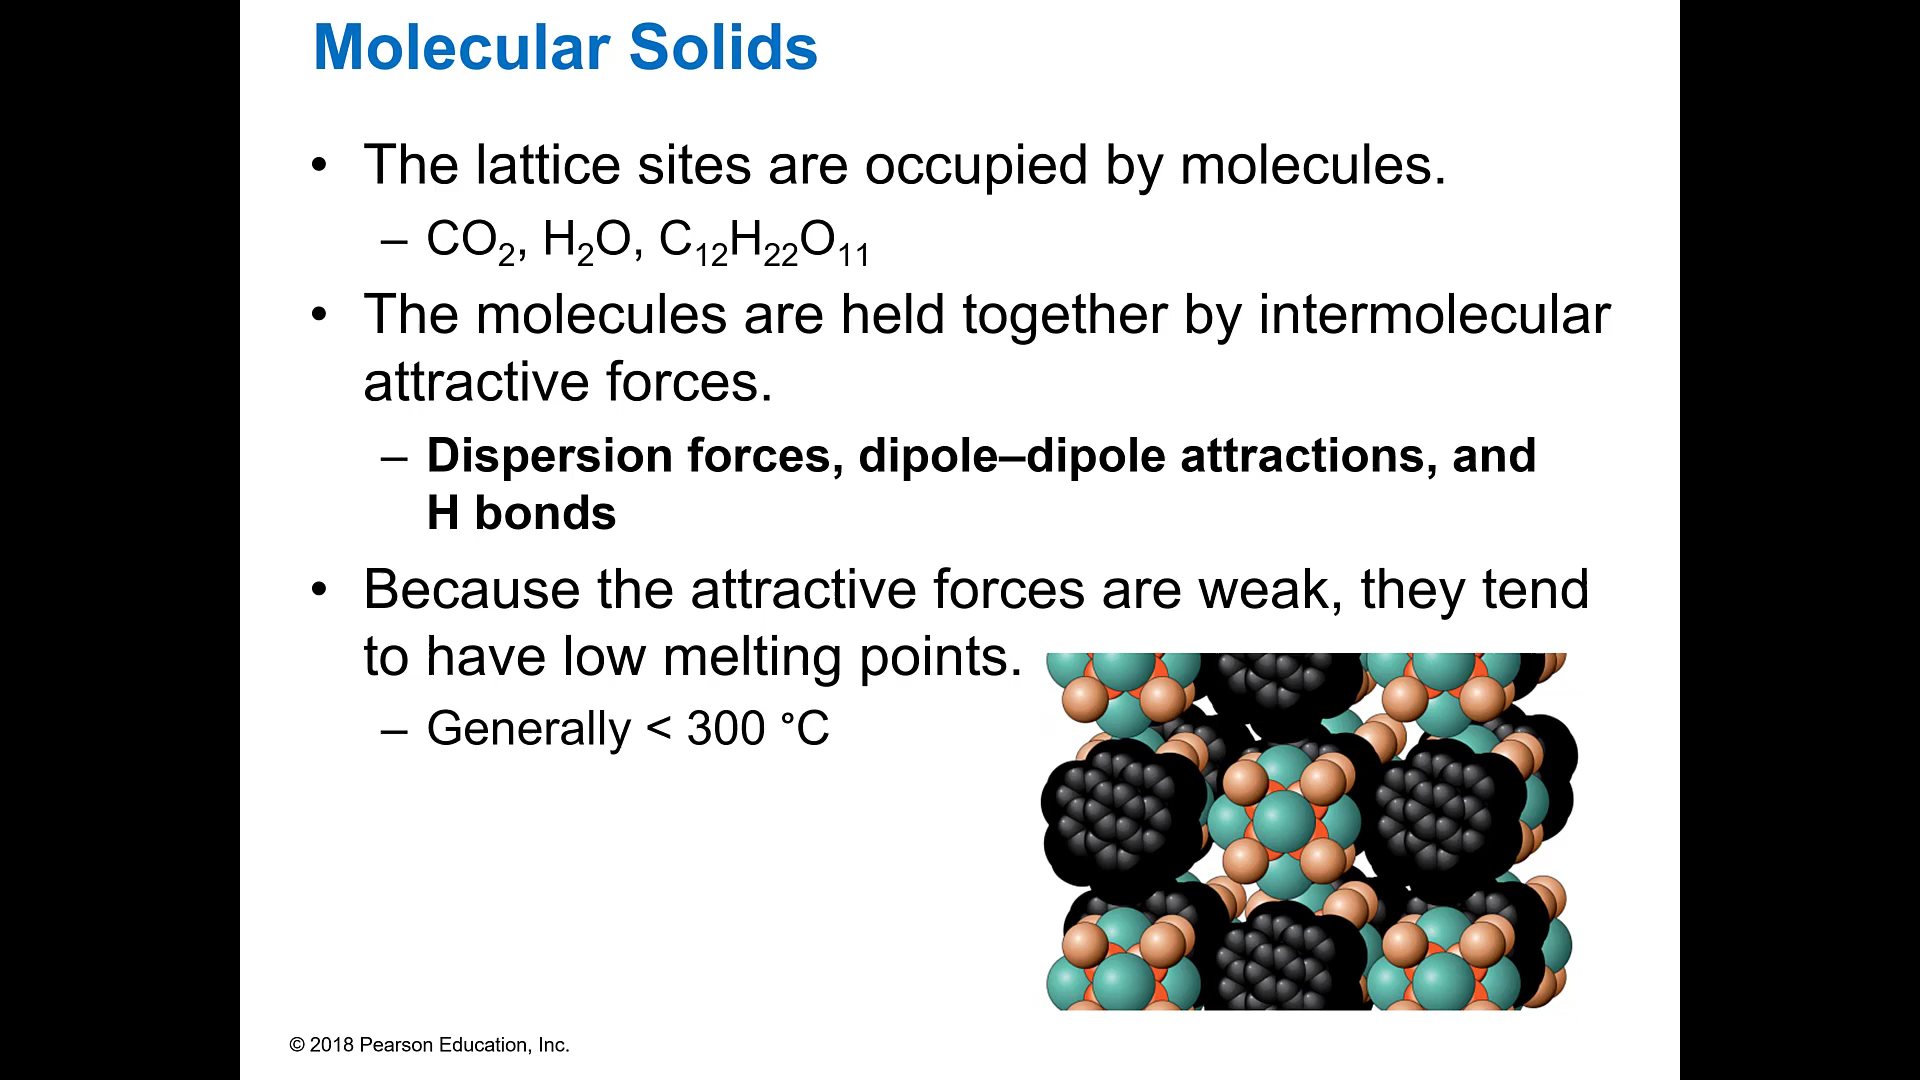 Molecular Solids
• The lattice sites are occupied by molecules.
– CO₂, H₂O, C₁₂H₂₂O₁₁
• The molecules are held together by intermolecular
attractive forces.
– Dispersion forces, dipole–dipole attractions, and
H bonds
• Because the attractive forces are weak, they tend
to have low melting points.
– Generally < 300 °C
© 2018 Pearson Education, Inc.